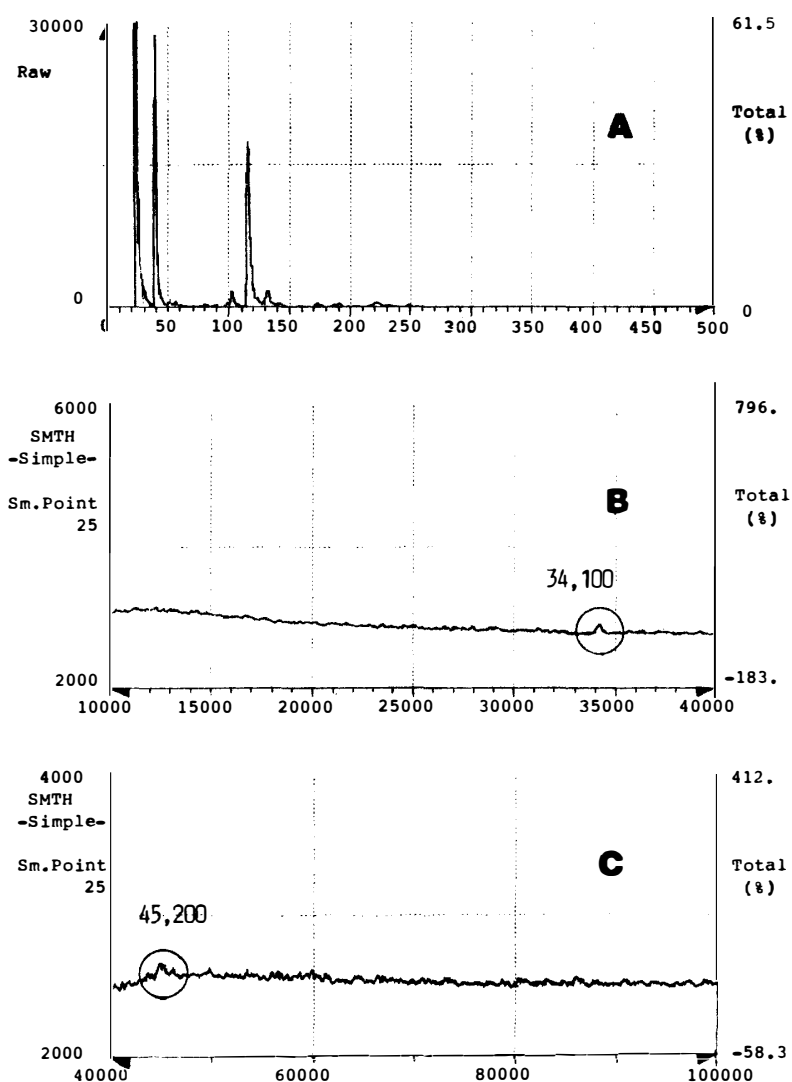 30000
61.5
Raw
Total
(%)
A
0
0
0 50 100 150 200 250 300 350 400 450 500
6000
796.
SMTH
-Simple-
Sm.Point
25
Total
(%)
B
34,100
2000
-183.
10000 15000 20000 25000 30000 35000 40000
4000
412.
SMTH
-Simple-
Sm.Point
25
Total
(%)
C
45,200
2000
-58.3
40000 60000 80000 100000